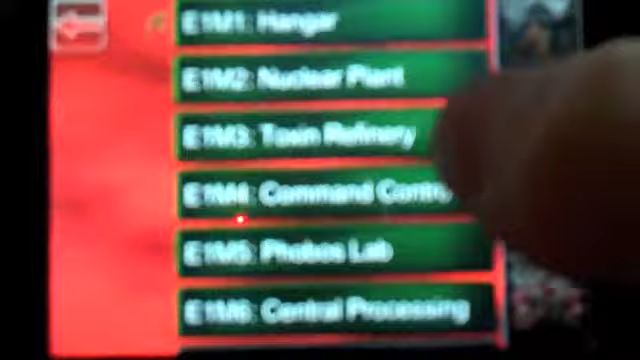 E1M1: Hangar
E1M2: Nuclear Plant
E1M3: Toxin Refinery
E1M4: Command Contro
E1M5: Phobos Lab
E1M6: Central Processing